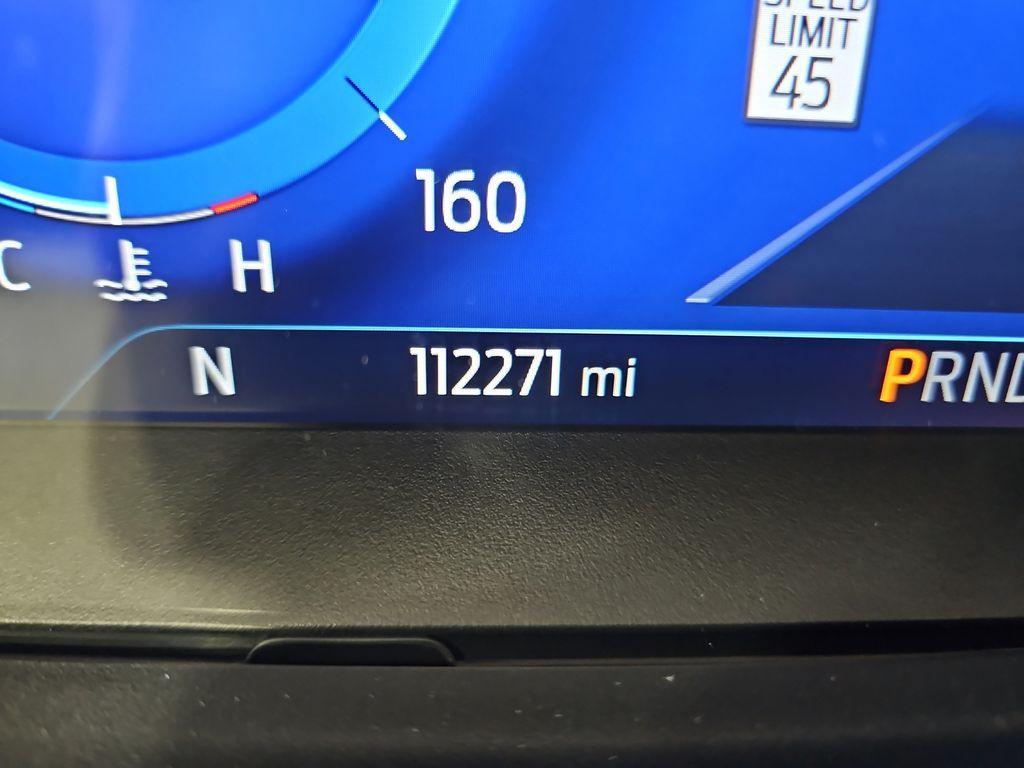 SPEED
LIMIT
45
160
C H
N 112271 mi PRND